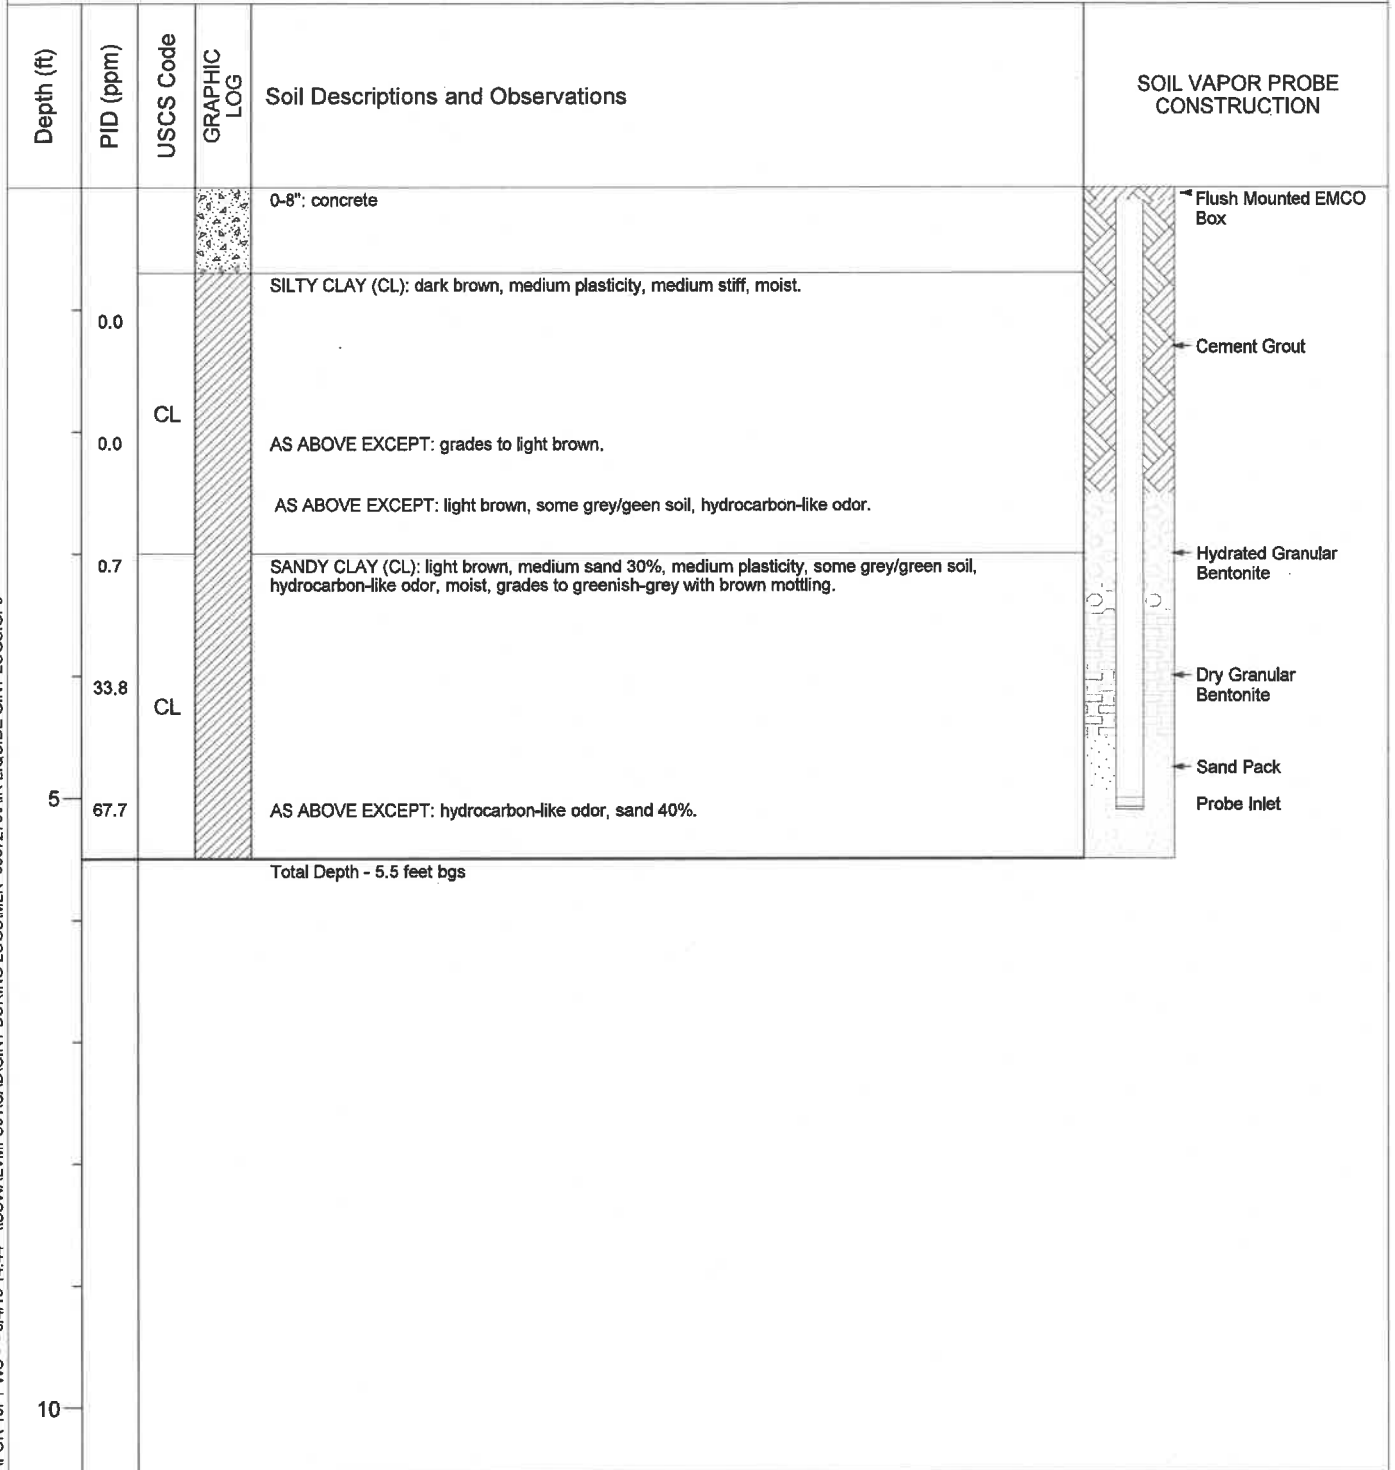 Depth (ft)
PID (ppm)
USCS Code
GRAPHIC
LOG
Soil Descriptions and Observations
SOIL VAPOR PROBE
CONSTRUCTION
0-8": concrete
Flush Mounted EMCO
Box
SILTY CLAY (CL): dark brown, medium plasticity, medium stiff, moist.
0.0
Cement Grout
CL
0.0
AS ABOVE EXCEPT: grades to light brown.
AS ABOVE EXCEPT: light brown, some grey/geen soil, hydrocarbon-like odor.
Hydrated Granular
Bentonite
0.7
SANDY CLAY (CL): light brown, medium sand 30%, medium plasticity, some grey/green soil,
hydrocarbon-like odor, moist, grades to greenish-grey with brown mottling.
Dry Granular
Bentonite
33.8
CL
Sand Pack
5
67.7
AS ABOVE EXCEPT: hydrocarbon-like odor, sand 40%.
Probe Inlet
Total Depth - 5.5 feet bgs
10